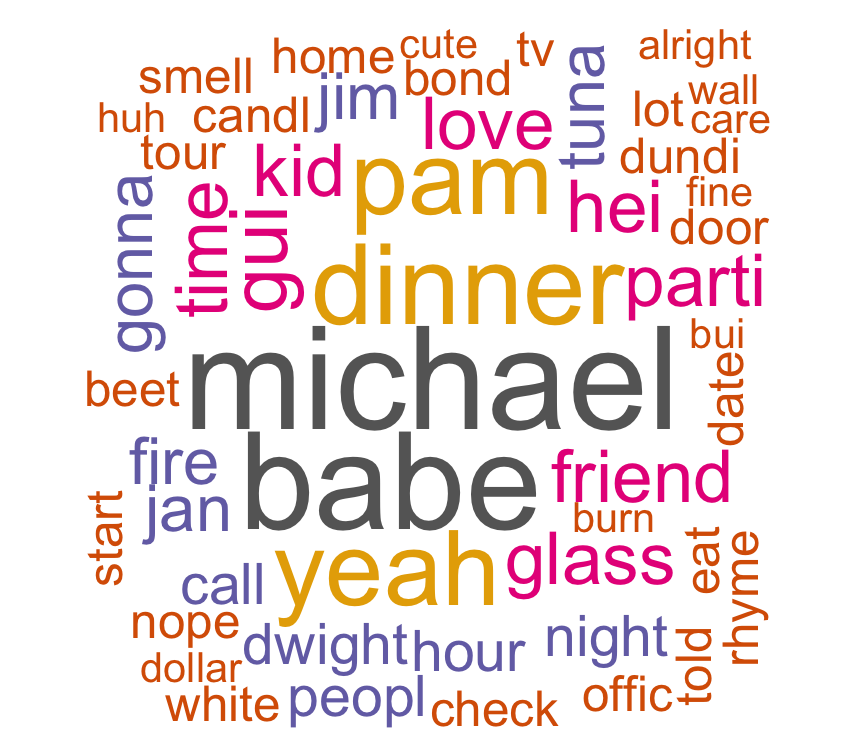 home
cute
tv
alright
smell
jim
bond
tuna
wall
huh
candl
love
lot
care
tour
kid
pam
dundi
gonna
time
gui
hei
fine
door
dinner
parti
michael
bui
date
beet
babe
fire
friend
jan
start
burn
yeah
glass
eat
rhyme
call
nope
dwight
hour
night
told
dollar
white
peopl
check
offic